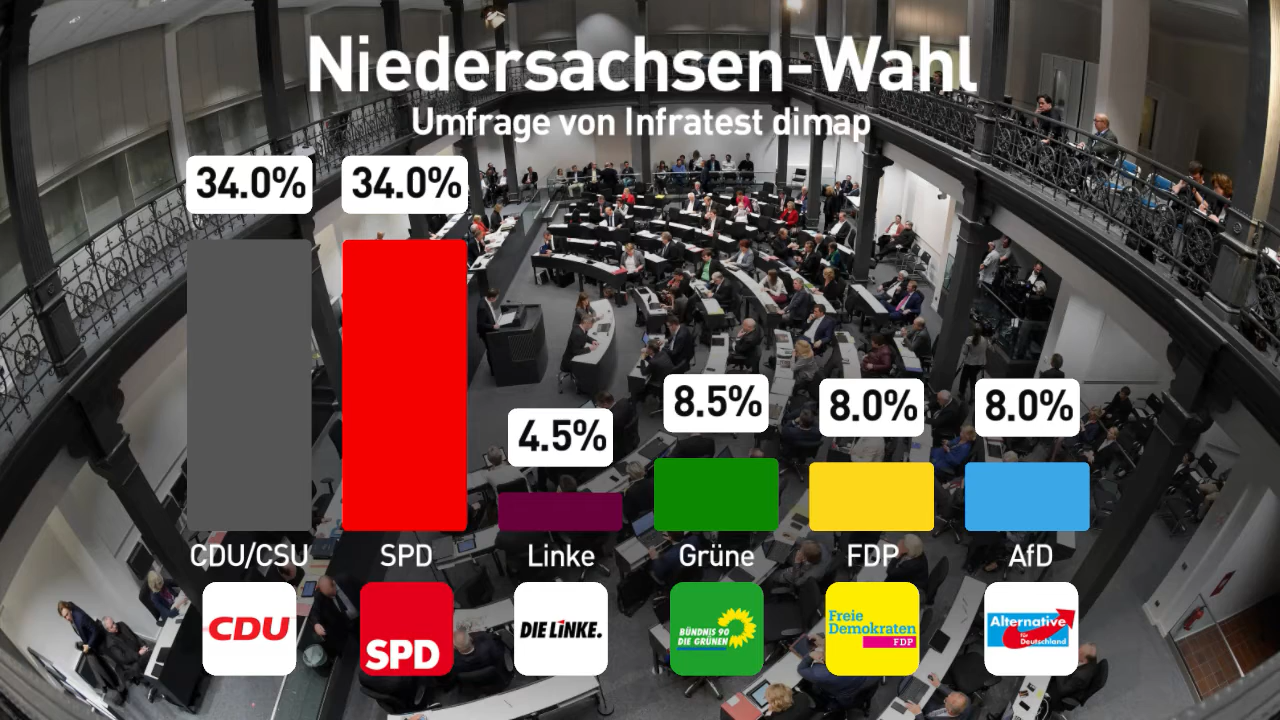 Niedersachsen-Wahl
Umfrage von Infratest dimap
34.0% 34.0% 4.5% 8.5% 8.0% 8.0%
CDU/CSU SPD Linke Grüne FDP AfD
CDU
SPD
DIE LiNKE.
BÜNDNIS 90
DIE GRÜNEN
Freie
Demokraten
FDP
Alternative
für
Deutschland